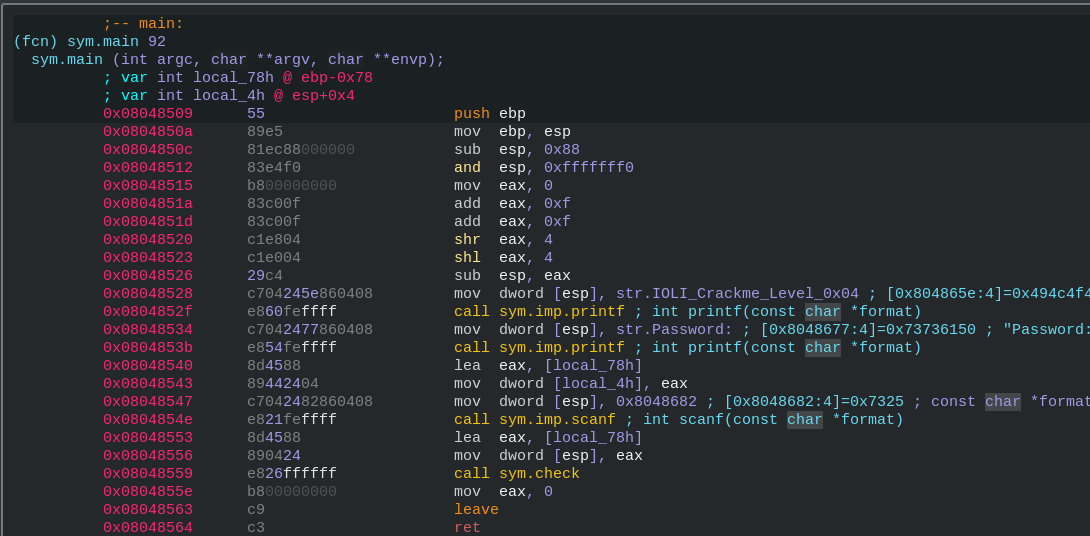 ;-- main:
(fcn) sym.main 92
sym.main (int argc, char **argv, char **envp);
; var int local_78h @ ebp-0x78
; var int local_4h @ esp+0x4
0x08048509 55 push ebp
0x0804850a 89e5 mov ebp, esp
0x0804850c 81ec88000000 sub esp, 0x88
0x08048512 83e4f0 and esp, 0xfffffff0
0x08048515 b800000000 mov eax, 0
0x0804851a 83c00f add eax, 0xf
0x0804851d 83c00f add eax, 0xf
0x08048520 c1e804 shr eax, 4
0x08048523 c1e004 shl eax, 4
0x08048526 29c4 sub esp, eax
0x08048528 c704245e860408 mov dword [esp], str.IOLI_Crackme_Level_0x04 ; [0x804865e:4]=0x494c4f4
0x0804852f e860feffff call sym.imp.printf ; int printf(const char *format)
0x08048534 c7042477860408 mov dword [esp], str.Password: ; [0x8048677:4]=0x73736150 ; "Password:
0x0804853b e854feffff call sym.imp.printf ; int printf(const char *format)
0x08048540 8d4588 lea eax, [local_78h]
0x08048543 89442404 mov dword [local_4h], eax
0x08048547 c7042482860408 mov dword [esp], 0x8048682 ; [0x8048682:4]=0x7325 ; const char *format
0x0804854e e821feffff call sym.imp.scanf ; int scanf(const char *format)
0x08048553 8d4588 lea eax, [local_78h]
0x08048556 890424 mov dword [esp], eax
0x08048559 e826ffffff call sym.check
0x0804855e b800000000 mov eax, 0
0x08048563 c9 leave
0x08048564 c3 ret